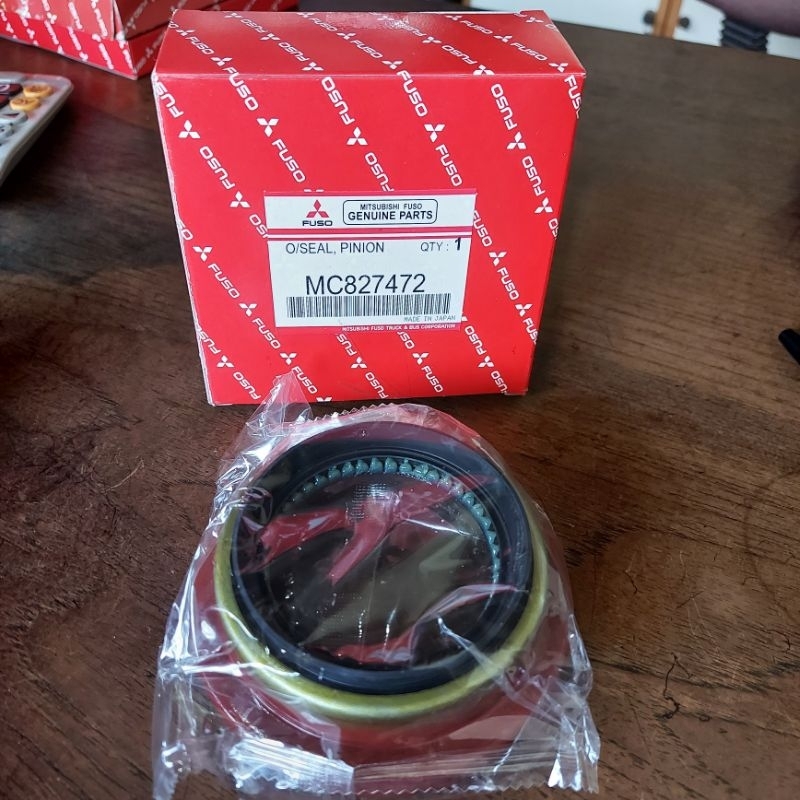 FUSO
MITSUBISHI FUSO
GENUINE PARTS
O/SEAL, PINION QTY : 1
MC827472
MADE IN JAPAN
MITSUBISHI FUSO TRUCK & BUS CORPORATION